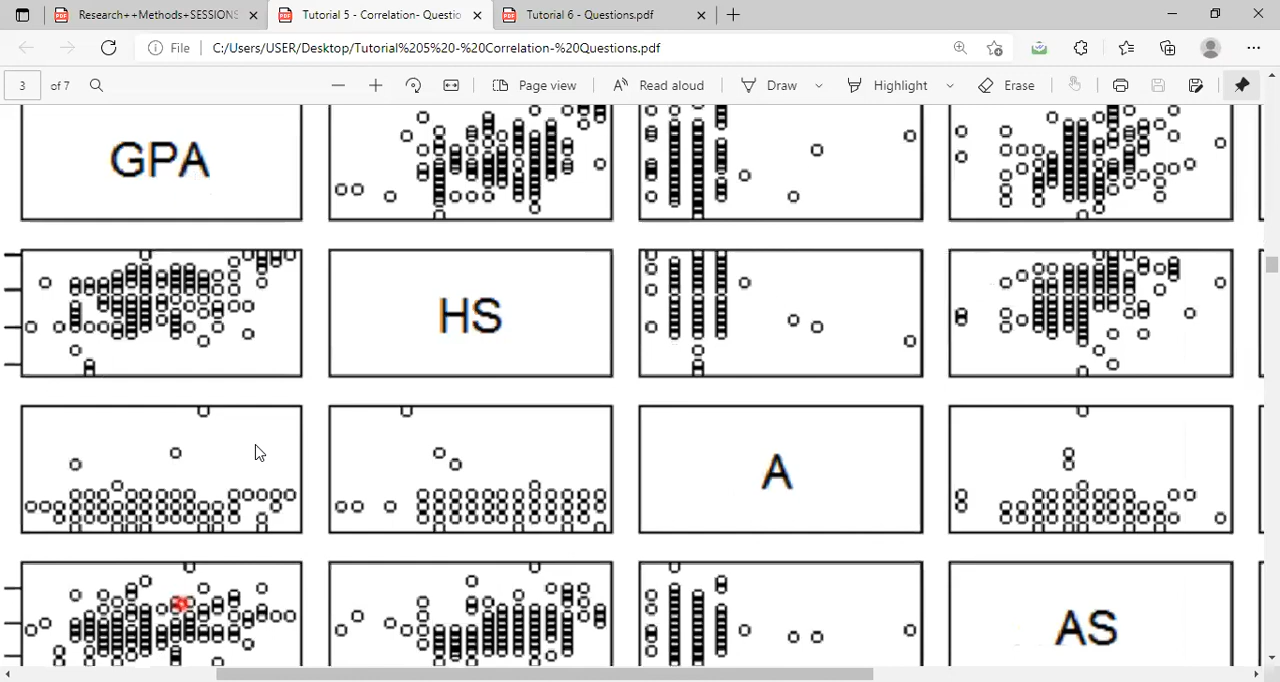 Research++Methods+SESSIONS
Tutorial 5 - Correlation- Questio
Tutorial 6 - Questions.pdf
File
C:/Users/USER/Desktop/Tutorial%205%20-%20Correlation-%20Questions.pdf
3 of 7
Page view
Read aloud
Draw
Highlight
Erase
GPA
HS
A
AS